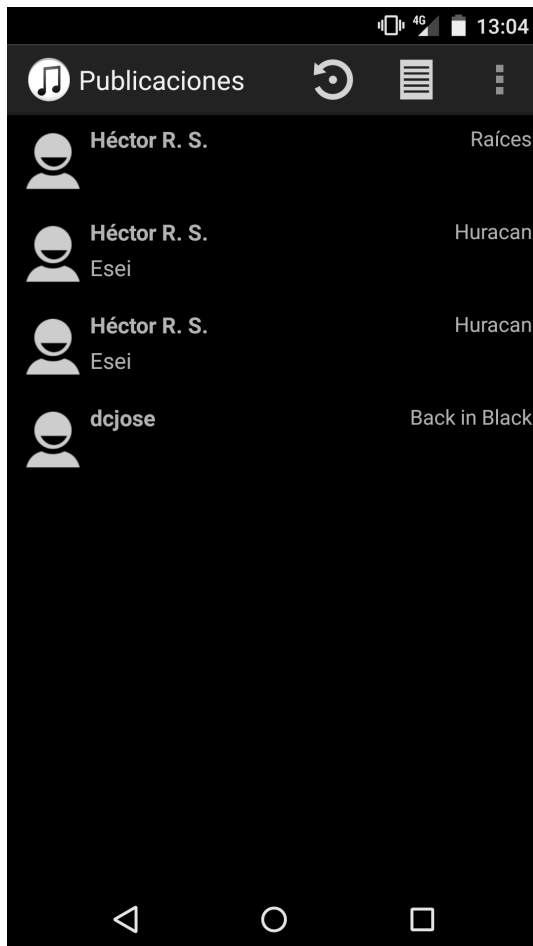 4G 13:04
Publicaciones
Héctor R. S. Raíces
Héctor R. S. Huracan
Esei
Héctor R. S. Huracan
Esei
dcjose Back in Black